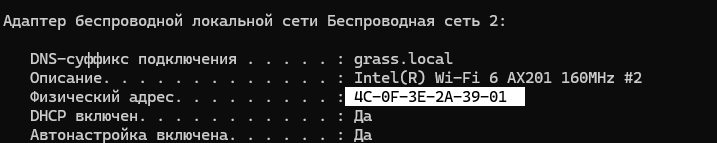 Адаптер беспроводной локальной сети Беспроводная сеть 2:
DNS-суффикс подключения . . . . . : grass.local
Описание. . . . . . . . . . . . . : Intel(R) Wi-Fi 6 AX201 160MHz #2
Физический адрес. . . . . . . . . : 4C-0F-3E-2A-39-01
DHCP включен. . . . . . . . . . . : Да
Автонастройка включена. . . . . . : Да